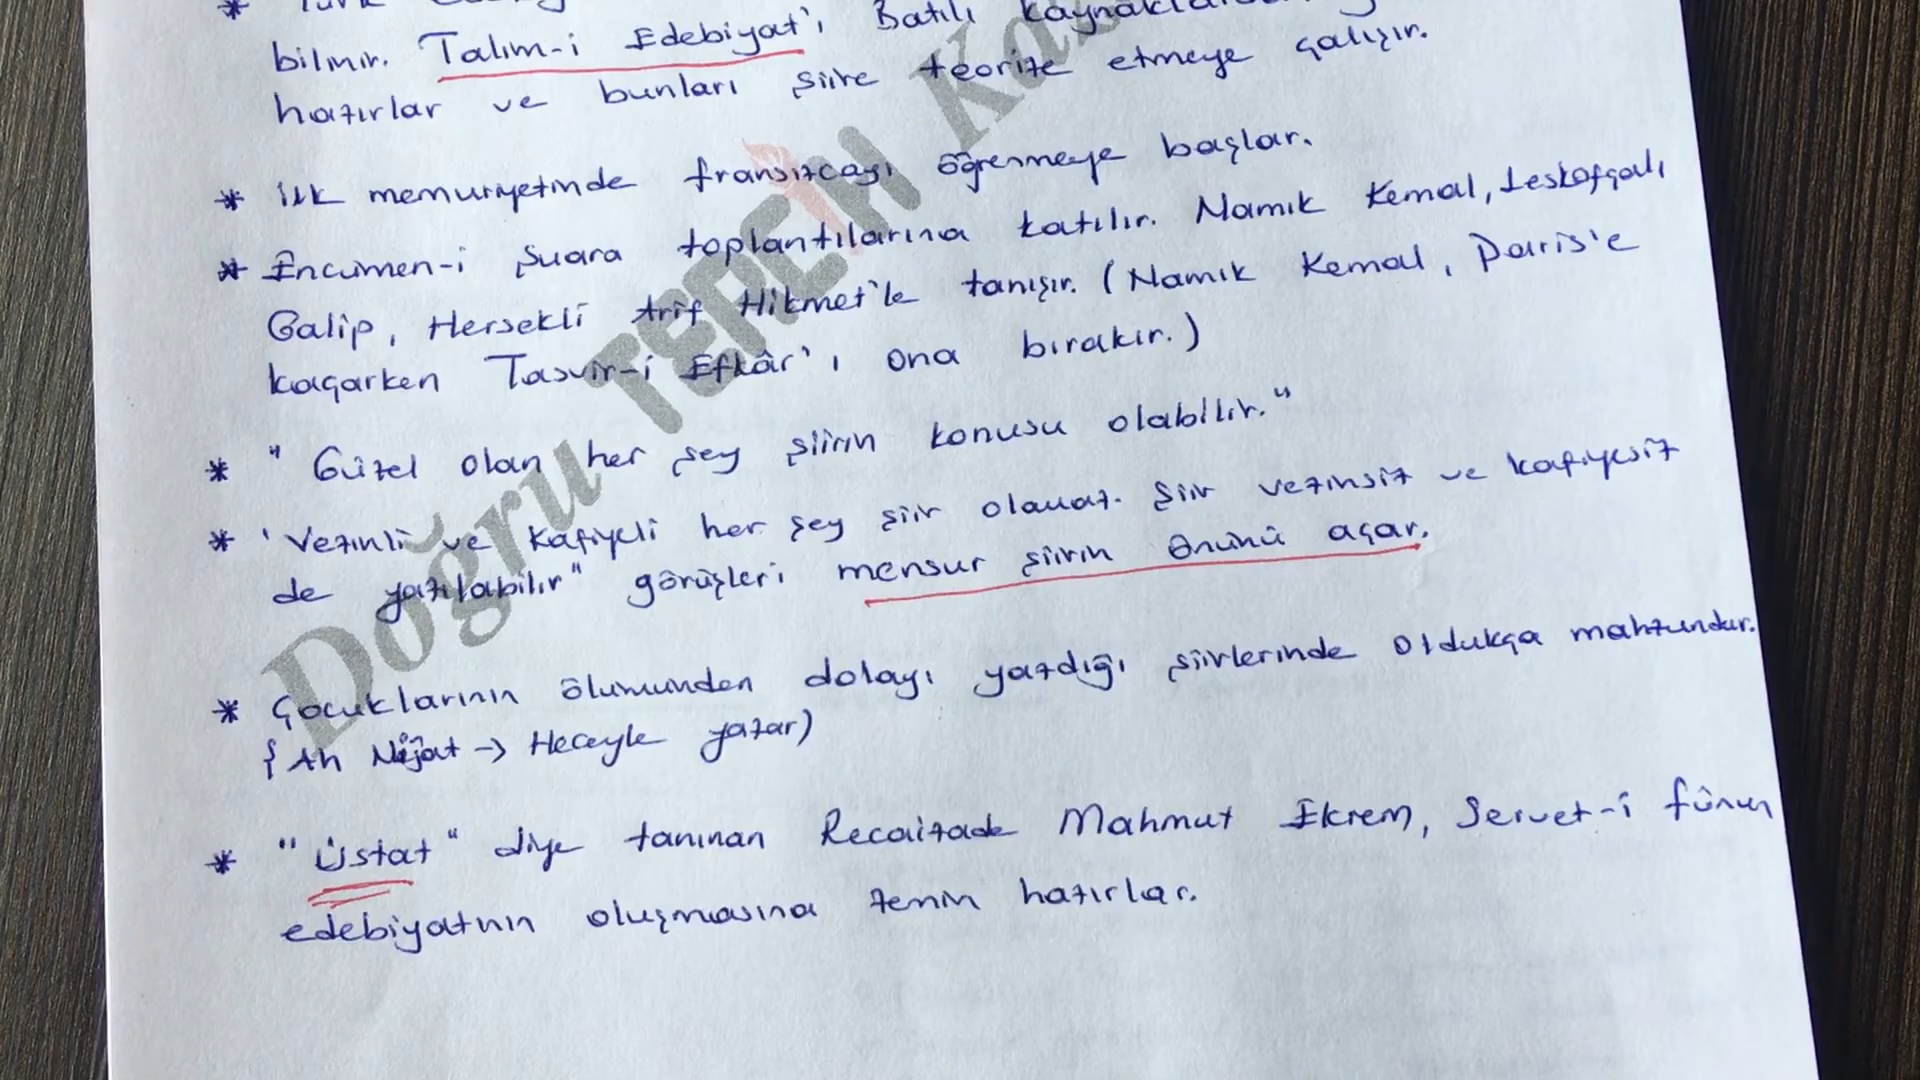 * Türk
bilinir. Talim-i Edebiyat'ı Batılı
hazırlar ve bunları şiire teorize etmeye çalışır.
* İlk memuriyetinde fransızcayı öğrenmeye başlar.
* Encümen-i Şuara toplantılarına katılır. Namık Kemal, Leskofçalı
Galip, Hersekli Arif Hikmet'le tanışır. (Namık Kemal, Paris'e
kaçarken Tasvir-i Efkâr'ı ona bırakır.)
* "Güzel olan her şey şiirin konusu olabilir."
* 'Vezinli ve kafiyeli her şey şiir olamaz. Şiir vezinsiz ve kafiyesiz
de yazılabilir" görüşleri mensur şiirin önünü açar.
* Çocuklarının ölümünden dolayı yazdığı şiirlerinde oldukça mahzundur.
{Ah Nijat -> Heceyle yazar)
* "Üstat" diye tanınan Recaizade Mahmut Ekrem, Servet-i fünun
edebiyatının oluşmasına zemin hazırlar.
Doğru TERCİH